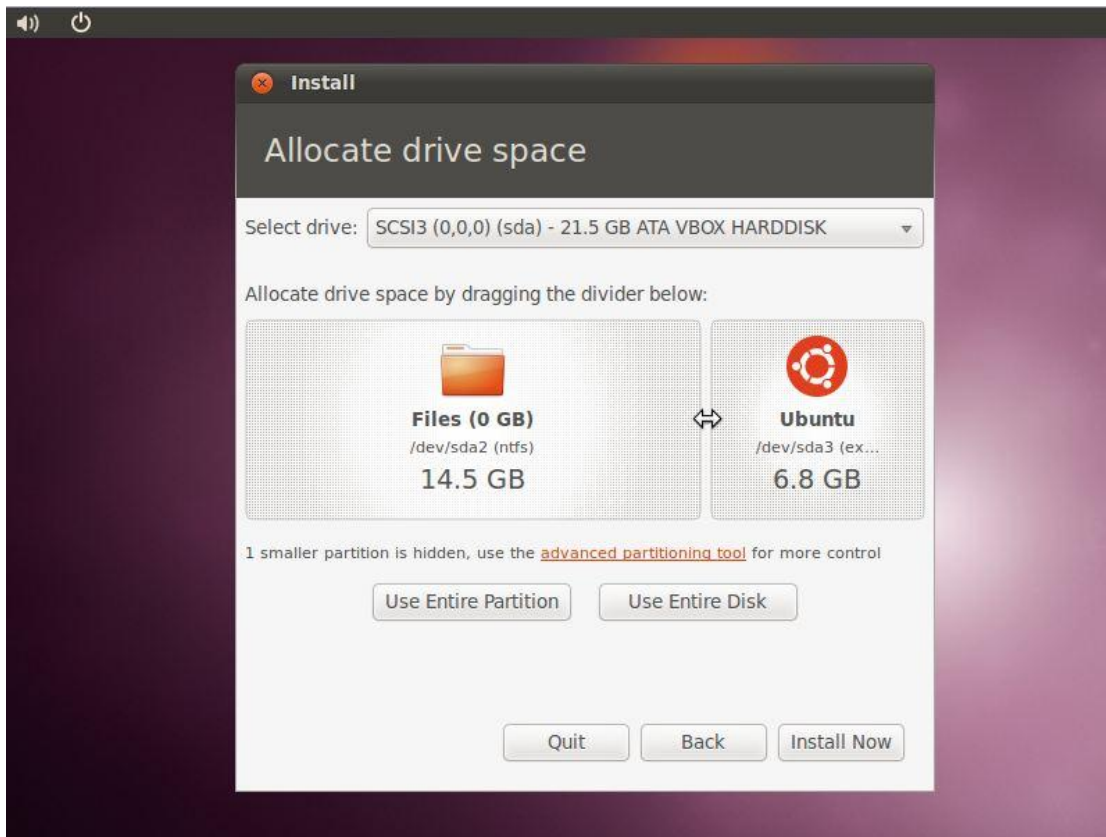 Install
Allocate drive space
Select drive: SCSI3 (0,0,0) (sda) - 21.5 GB ATA VBOX HARDDISK
Allocate drive space by dragging the divider below:
Files (0 GB)
/dev/sda2 (ntfs)
14.5 GB
Ubuntu
/dev/sda3 (ex...
6.8 GB
1 smaller partition is hidden, use the advanced partitioning tool for more control
Use Entire Partition
Use Entire Disk
Quit
Back
Install Now